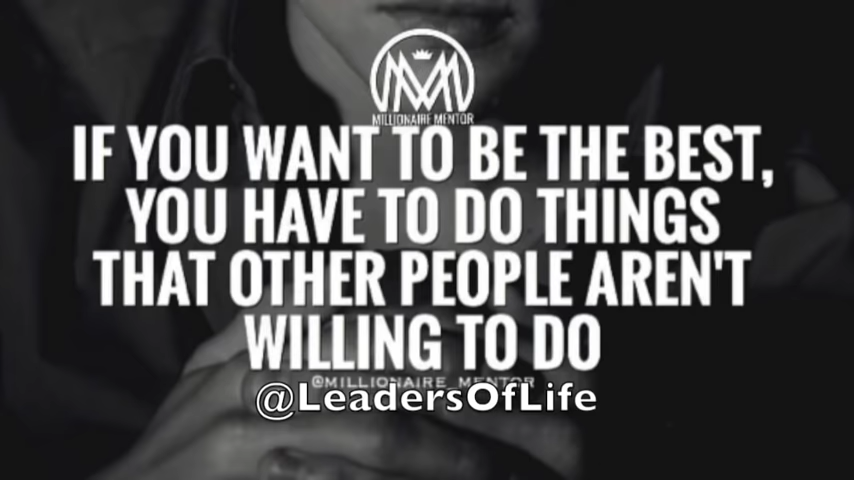 MILLIONAIRE MENTOR
IF YOU WANT TO BE THE BEST,
YOU HAVE TO DO THINGS
THAT OTHER PEOPLE AREN'T
WILLING TO DO
@MILLIONAIRE_MENTOR
@LeadersOfLife